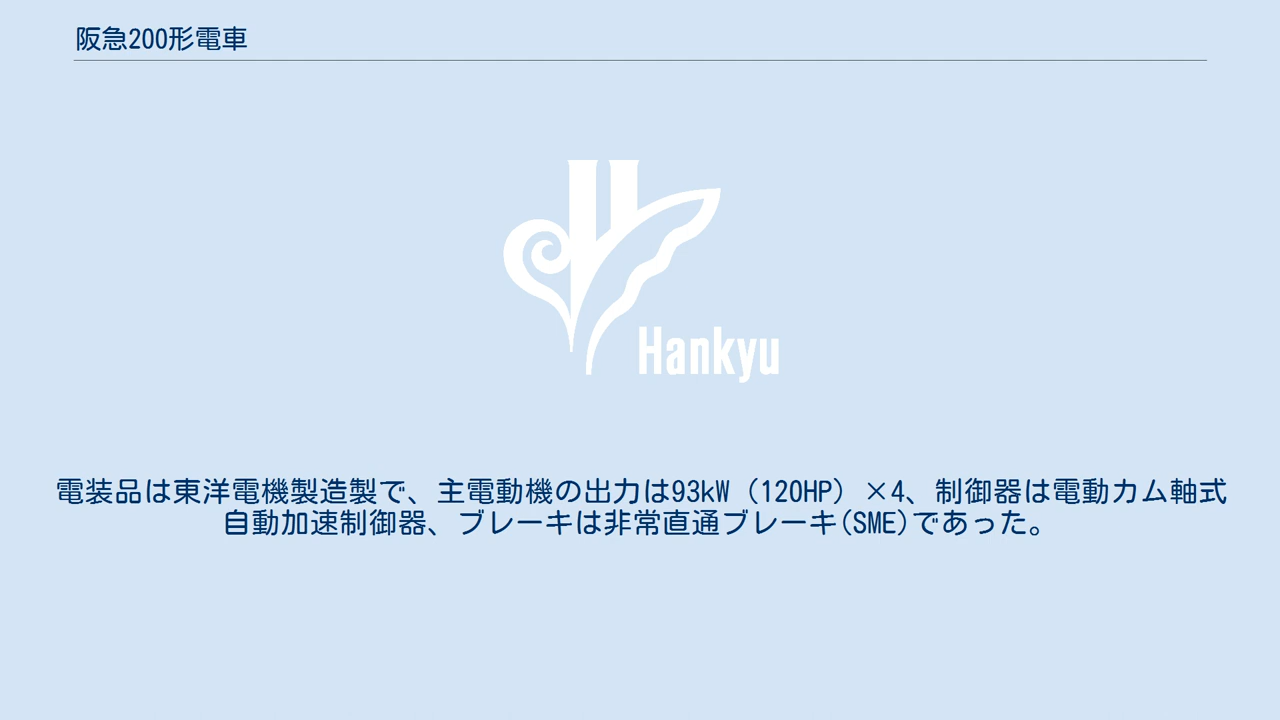 阪急200形電車
Hankyu
電装品は東洋電機製造製で、主電動機の出力は93kW（120HP）×4、制御器は電動カム軸式
自動加速制御器、ブレーキは非常直通ブレーキ(SME)であった。